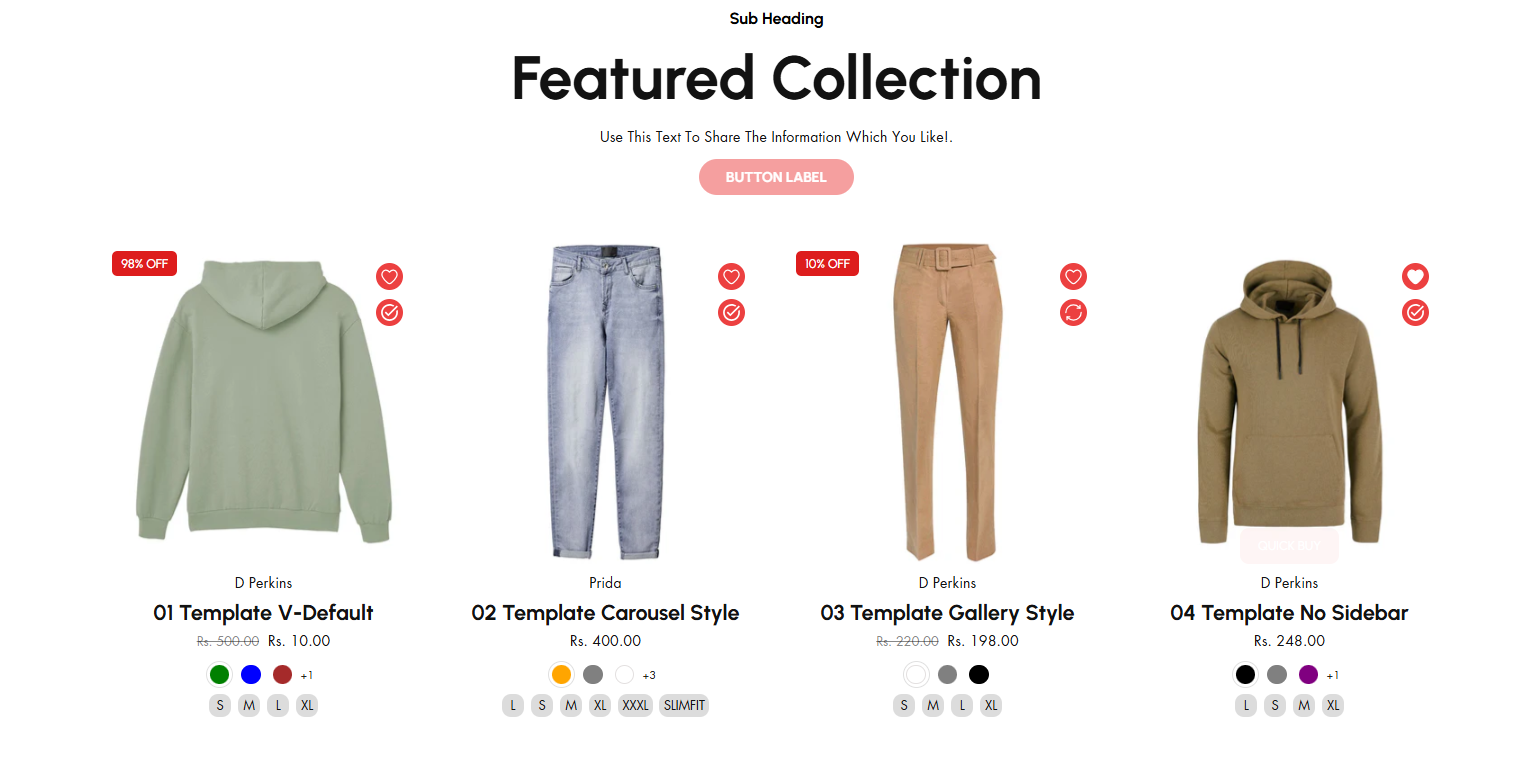 Sub Heading
Featured Collection
Use This Text To Share The Information Which You Like!.
BUTTON LABEL
98% OFF
10% OFF
QUICK BUY
D Perkins
01 Template V-Default
Rs. 500.00 Rs. 10.00
+1
S M L XL
Prida
02 Template Carousel Style
Rs. 400.00
+3
L S M XL XXXL SLIMFIT
D Perkins
03 Template Gallery Style
Rs. 220.00 Rs. 198.00
S M L XL
D Perkins
04 Template No Sidebar
Rs. 248.00
+1
L S M XL